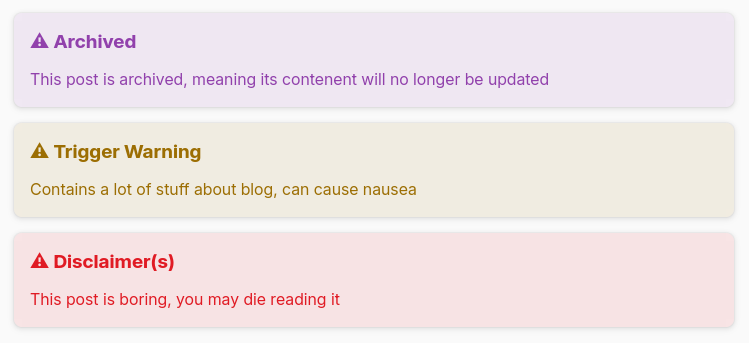 ⚠ Archived
This post is archived, meaning its contenent will no longer be updated
⚠ Trigger Warning
Contains a lot of stuff about blog, can cause nausea
⚠ Disclaimer(s)
This post is boring, you may die reading it